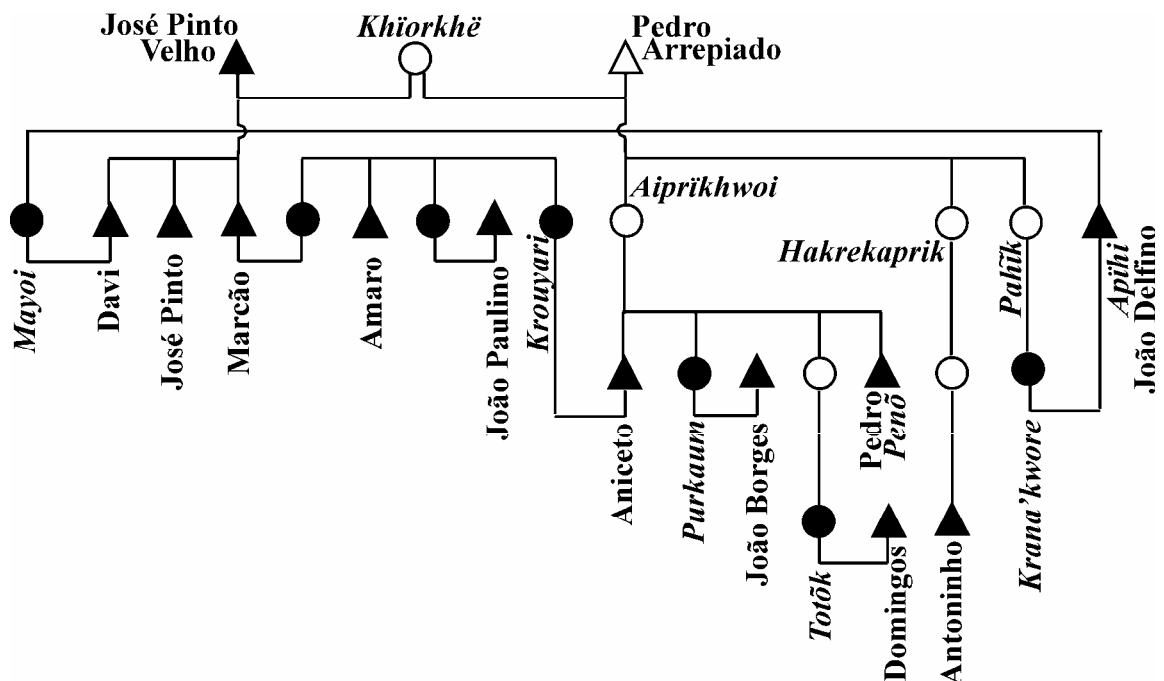 José Pinto
Velho
Khïorkhë
Pedro
Arrepiado
Aiprïkhwoi
Hakrekaprik
Mayoi
Davi
José Pinto
Marcão
Amaro
João Paulino
Krouyari
Pahĩk
Apïhi
João Delfino
Aniceto
Purkaum
João Borges
Pedro
Penõ
Totõk
Domingos
Antoninho
Krana’kwore